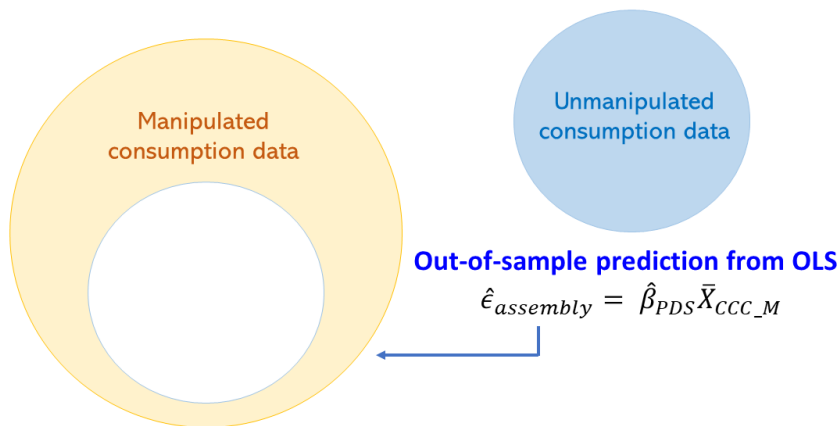 Manipulated
consumption data
Unmanipulated
consumption data
Out-of-sample prediction from OLS
ϵ̂_assembly = β̂_PDS X̄_CCC_M